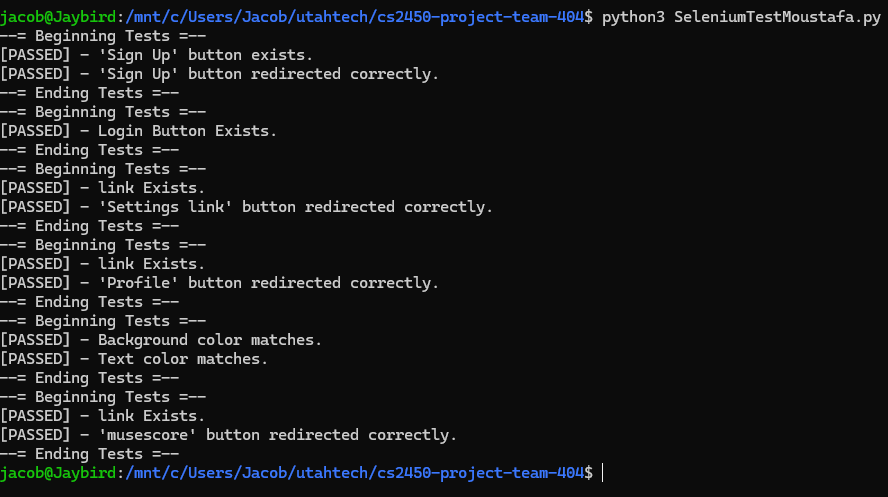 jacob@Jaybird:/mnt/c/Users/Jacob/utahtech/cs2450-project-team-404$ python3 SeleniumTestMoustafa.py
--= Beginning Tests =--
[PASSED] - 'Sign Up' button exists.
[PASSED] - 'Sign Up' button redirected correctly.
--= Ending Tests =--
--= Beginning Tests =--
[PASSED] - Login Button Exists.
--= Ending Tests =--
--= Beginning Tests =--
[PASSED] - link Exists.
[PASSED] - 'Settings link' button redirected correctly.
--= Ending Tests =--
--= Beginning Tests =--
[PASSED] - link Exists.
[PASSED] - 'Profile' button redirected correctly.
--= Ending Tests =--
--= Beginning Tests =--
[PASSED] - Background color matches.
[PASSED] - Text color matches.
--= Ending Tests =--
--= Beginning Tests =--
[PASSED] - link Exists.
[PASSED] - 'musescore' button redirected correctly.
--= Ending Tests =--
jacob@Jaybird:/mnt/c/Users/Jacob/utahtech/cs2450-project-team-404$